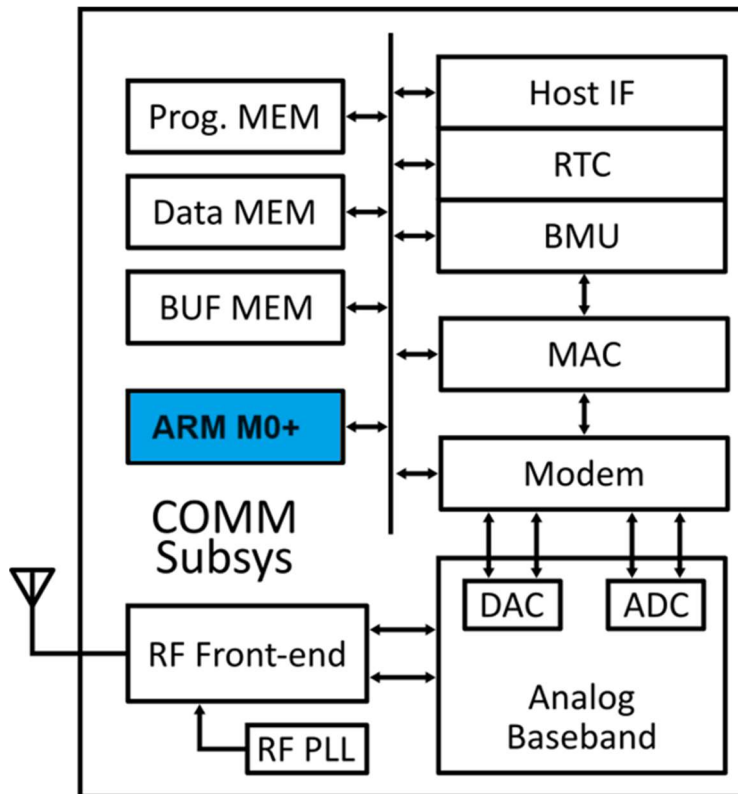 Prog. MEM
Data MEM
BUF MEM
ARM M0+
COMM
Subsys
RF Front-end
RF PLL
Host IF
RTC
BMU
MAC
Modem
DAC
ADC
Analog
Baseband